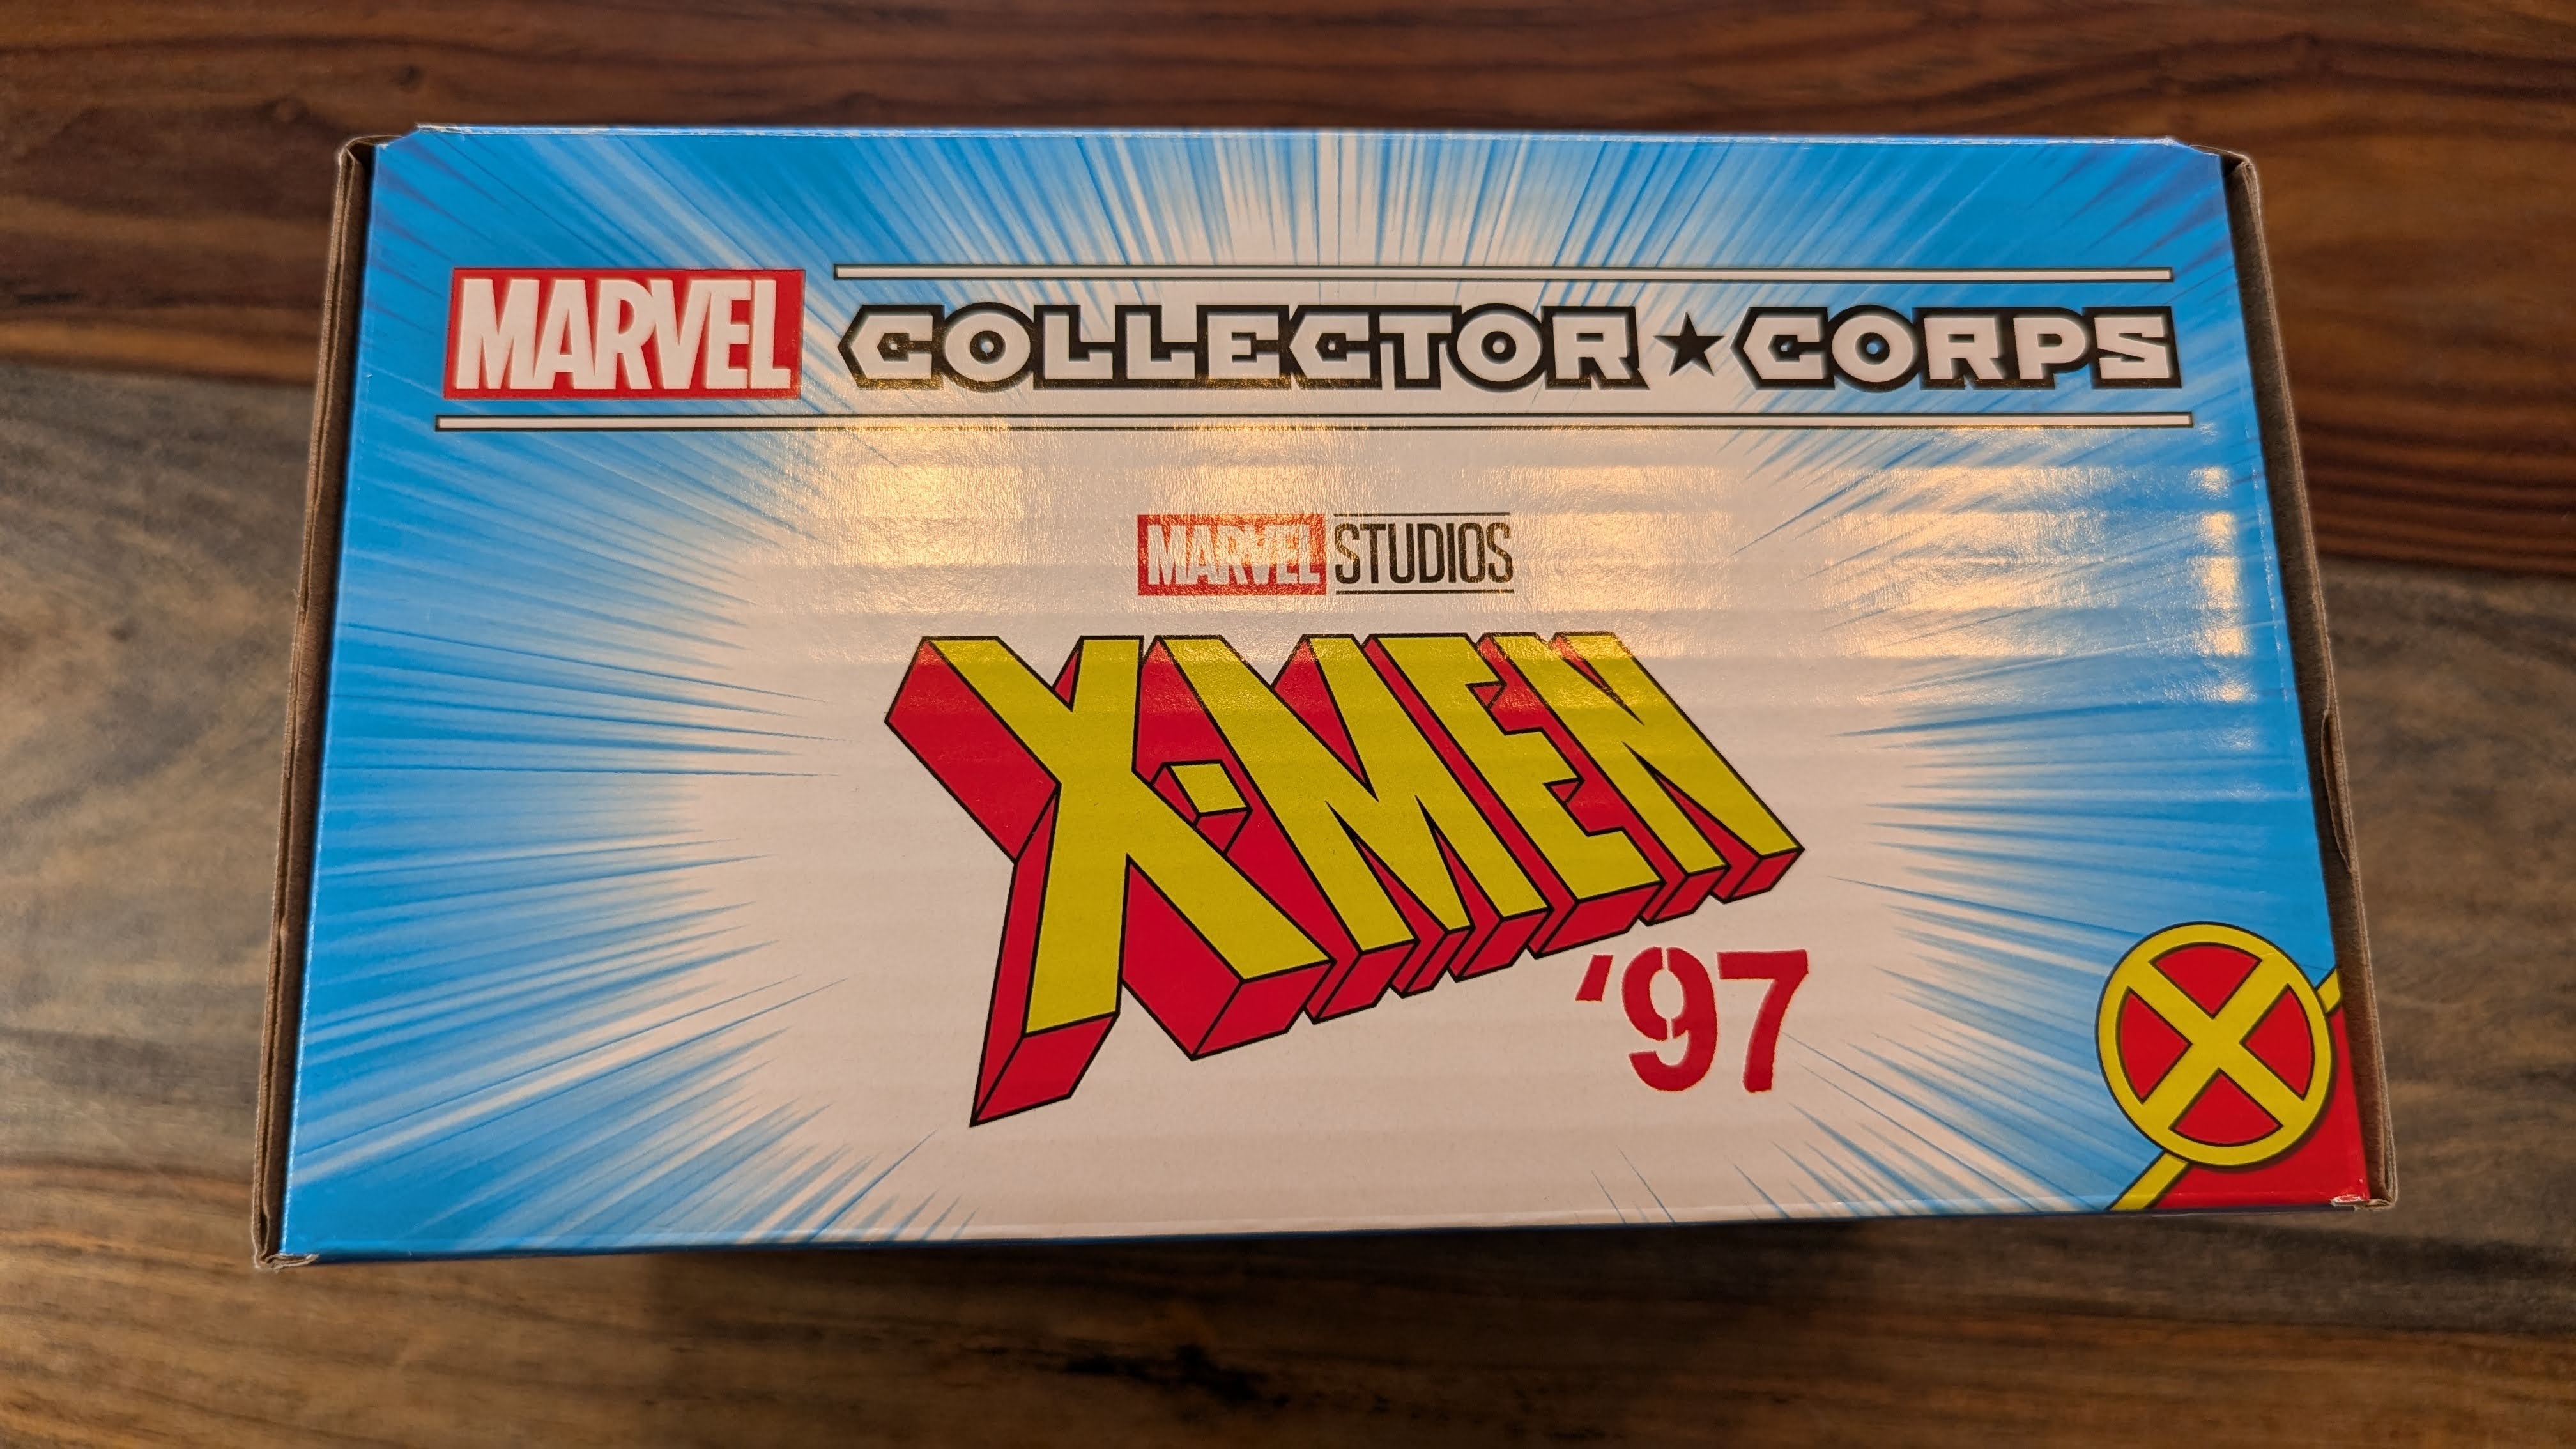 MARVEL COLLECTOR★CORPS
MARVEL STUDIOS
X-MEN
'97